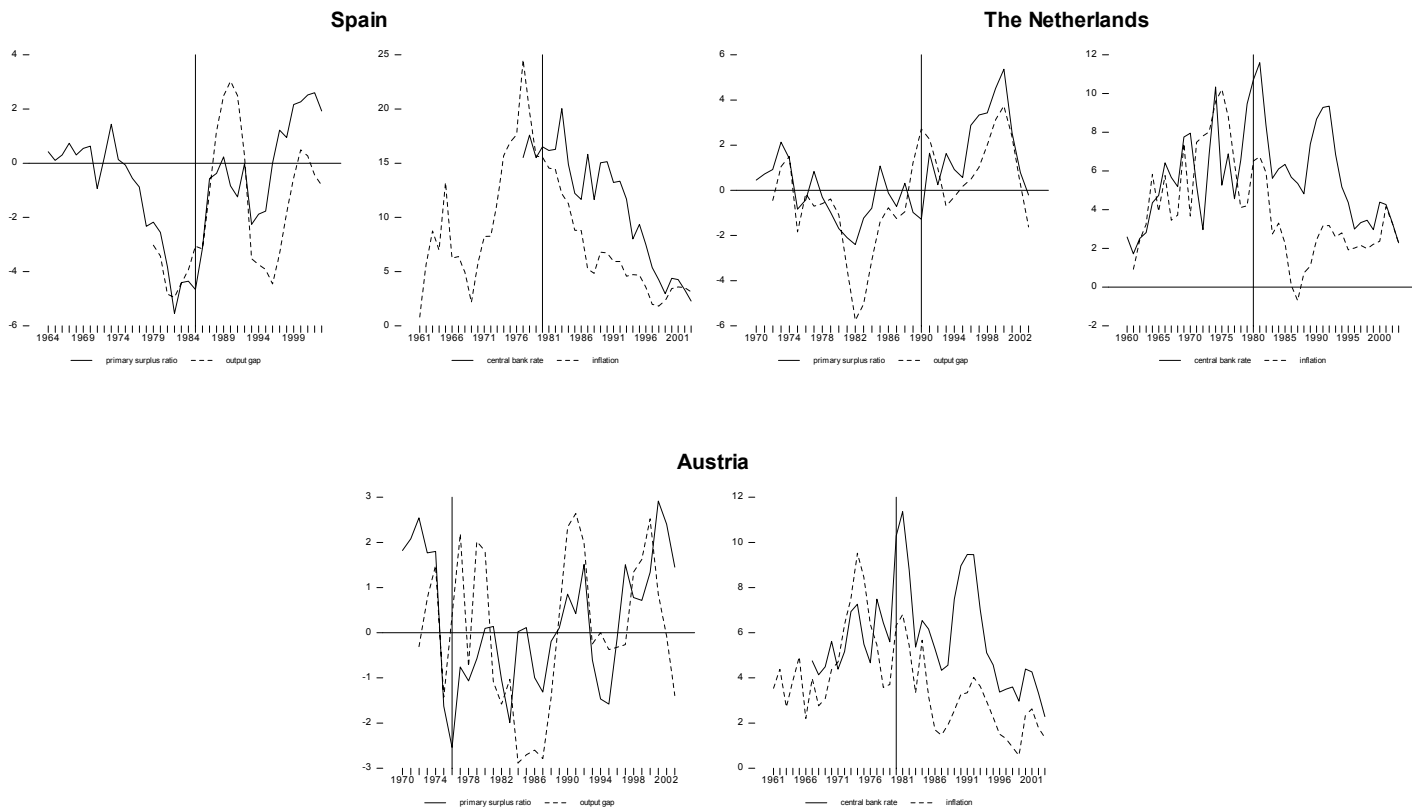 Spain
The Netherlands
4
2
0
-2
-4
-6
1964 1969 1974 1979 1984 1989 1994 1999
primary surplus ratio output gap
25
20
15
10
5
0
1961 1966 1971 1976 1981 1986 1991 1996 2001
central bank rate inflation
6
4
2
0
-2
-4
-6
1970 1974 1978 1982 1986 1990 1994 1998 2002
primary surplus ratio output gap
12
10
8
6
4
2
0
-2
1960 1965 1970 1975 1980 1985 1990 1995 2000
central bank rate inflation
Austria
3
2
1
0
-1
-2
-3
1970 1974 1978 1982 1986 1990 1994 1998 2002
primary surplus ratio output gap
12
10
8
6
4
2
0
1961 1966 1971 1976 1981 1986 1991 1996 2001
central bank rate inflation